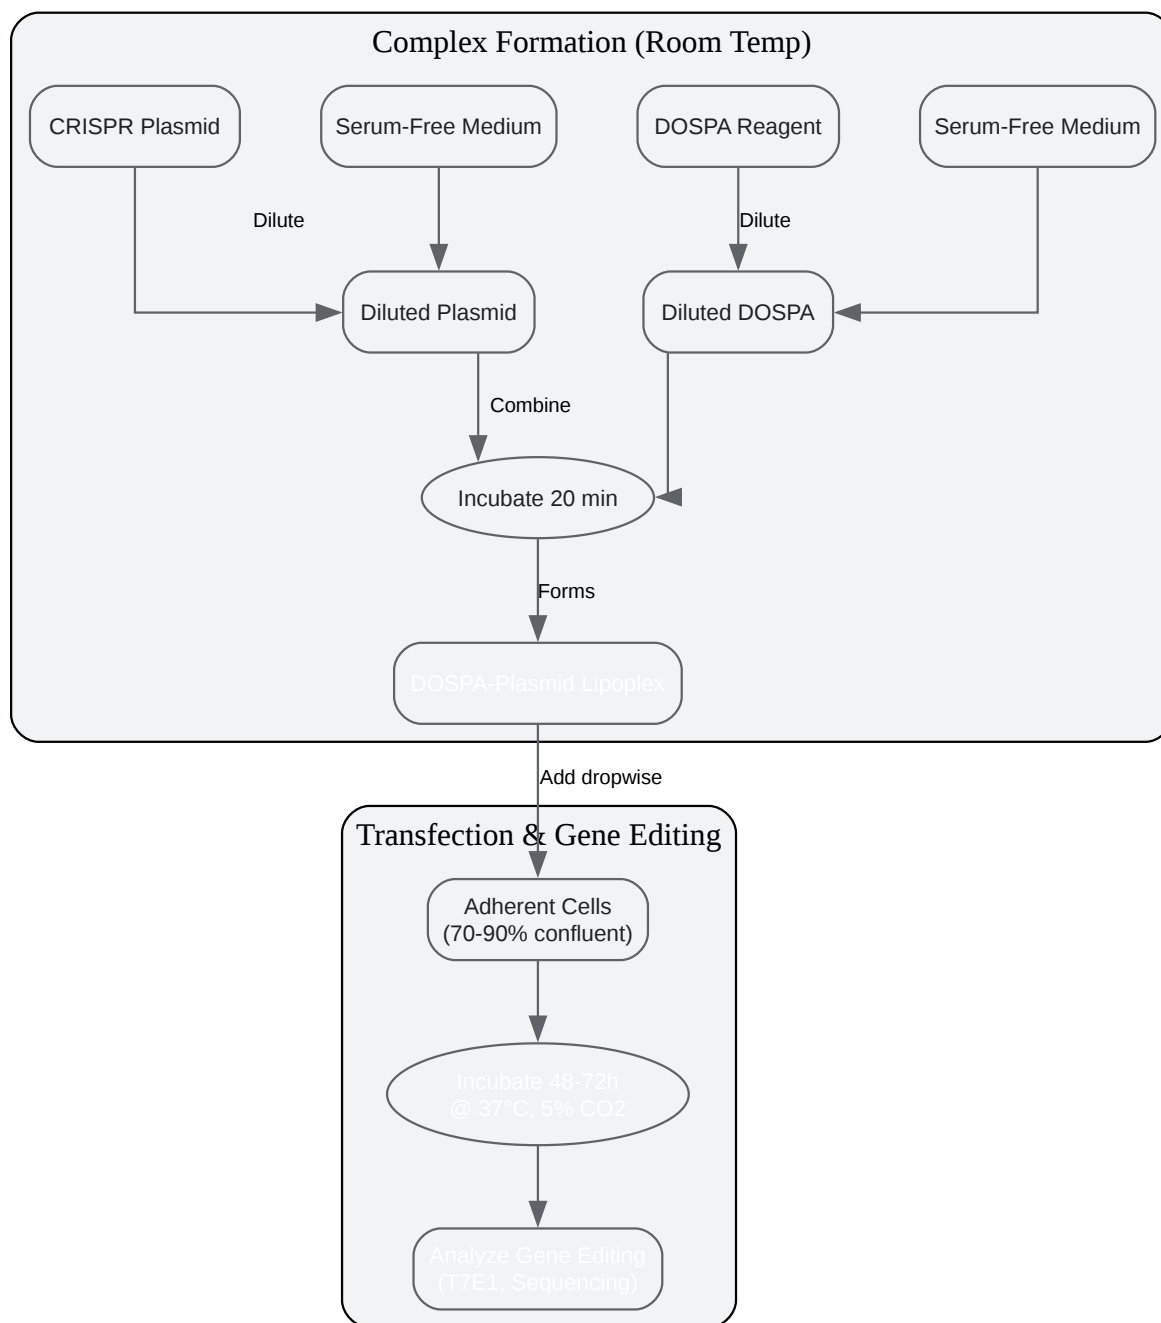 Complex Formation (Room Temp)
CRISPR Plasmid
Serum-Free Medium
DOSPA Reagent
Serum-Free Medium
Dilute
Dilute
Diluted Plasmid
Diluted DOSPA
Combine
Incubate 20 min
Forms
DOSPA-Plasmid Lipoplex
Add dropwise
Transfection & Gene Editing
Adherent Cells
(70-90% confluent)
Incubate 48-72h
@ 37°C, 5% CO2
Analyze Gene Editing
(T7E1, Sequencing)